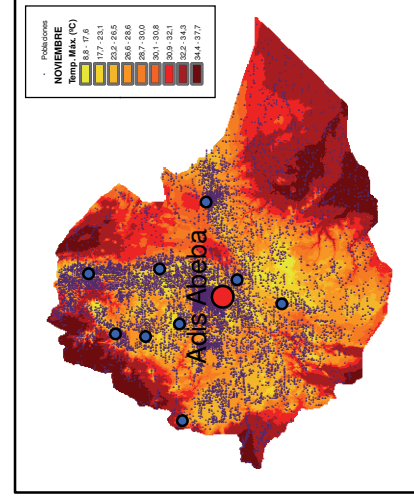 · Poblaciones
NOVIEMBRE
Temp. Máx. (ºC)
8,8 - 17,6
17,7 - 23,1
23,2 - 26,5
26,6 - 28,6
28,7 - 30,0
30,1 - 30,8
30,9 - 32,1
32,2 - 34,3
34,4 - 37,7
Adis Abeba